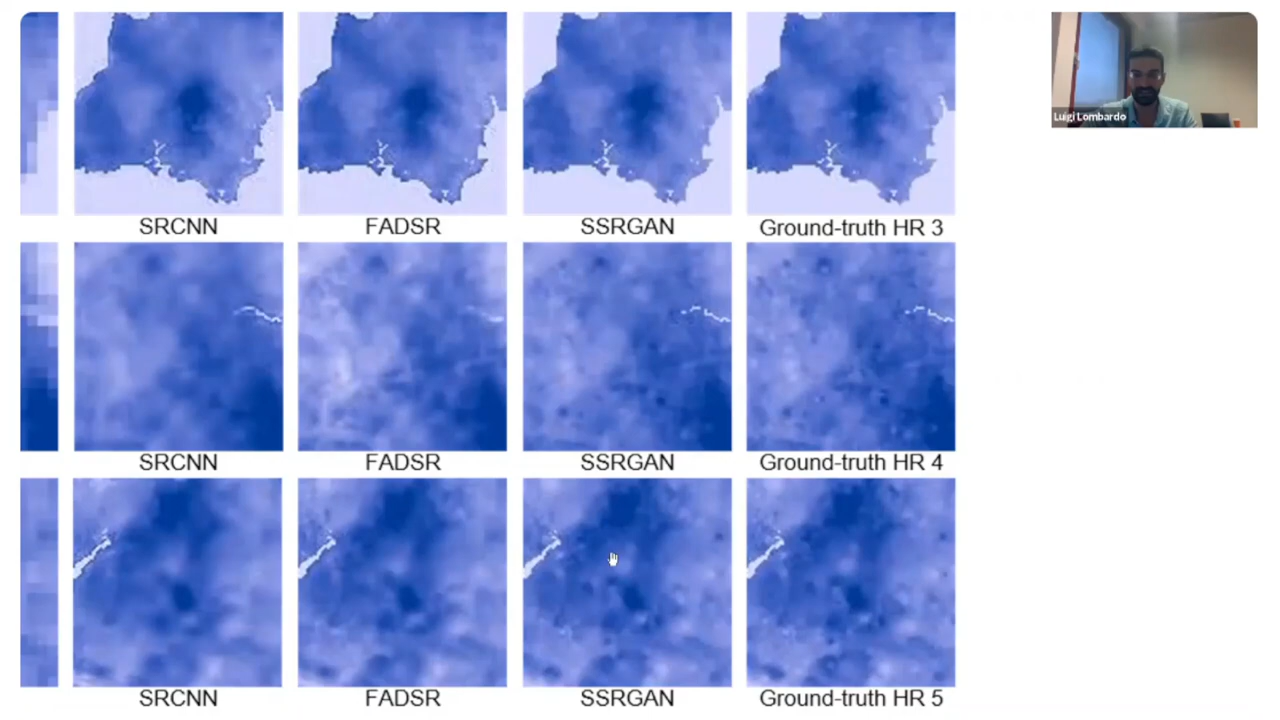 Luigi Lombardo
SRCNN FADSR SSRGAN Ground-truth HR 3
SRCNN FADSR SSRGAN Ground-truth HR 4
SRCNN FADSR SSRGAN Ground-truth HR 5